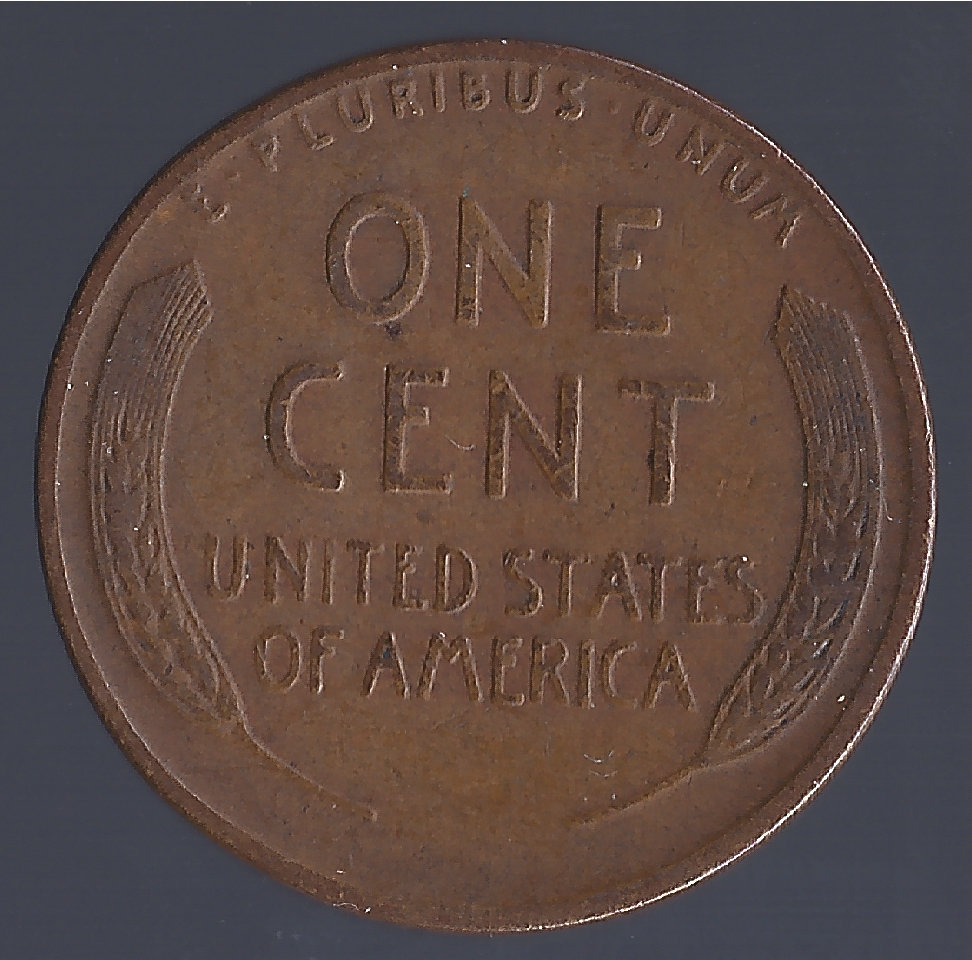 E · PLURIBUS · UNUM
ONE
CENT
UNITED STATES
OF AMERICA